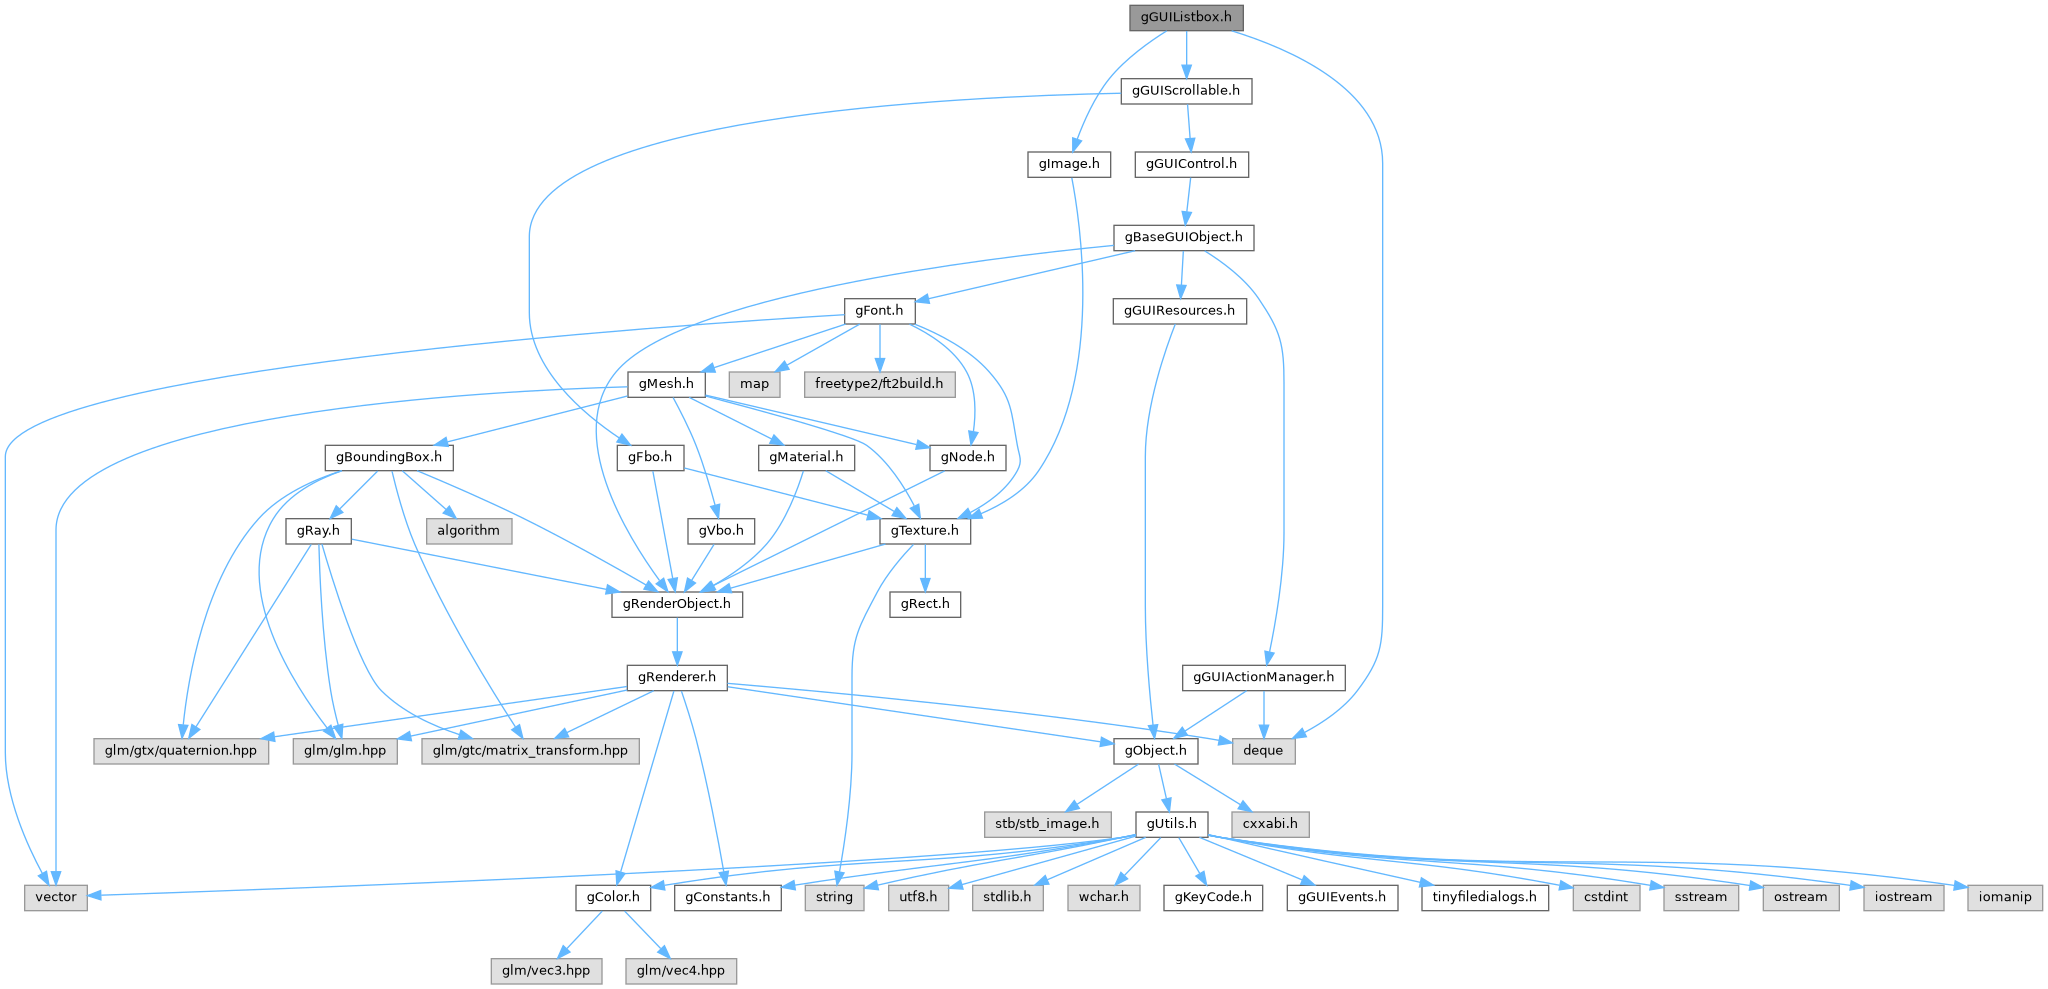 gGUIListbox.h
gGUIScrollable.h
gImage.h
gGUIControl.h
gBaseGUIObject.h
gFont.h
gGUIResources.h
gMesh.h
map
freetype2/ft2build.h
gBoundingBox.h
gFbo.h
gMaterial.h
gNode.h
gRay.h
algorithm
gVbo.h
gTexture.h
gRenderObject.h
gRect.h
gRenderer.h
gGUIActionManager.h
glm/gtx/quaternion.hpp
glm/glm.hpp
glm/gtc/matrix_transform.hpp
gObject.h
deque
stb/stb_image.h
gUtils.h
cxxabi.h
vector
gColor.h
gConstants.h
string
utf8.h
stdlib.h
wchar.h
gKeyCode.h
gGUIEvents.h
tinyfiledialogs.h
cstdint
sstream
ostream
iostream
iomanip
glm/vec3.hpp
glm/vec4.hpp